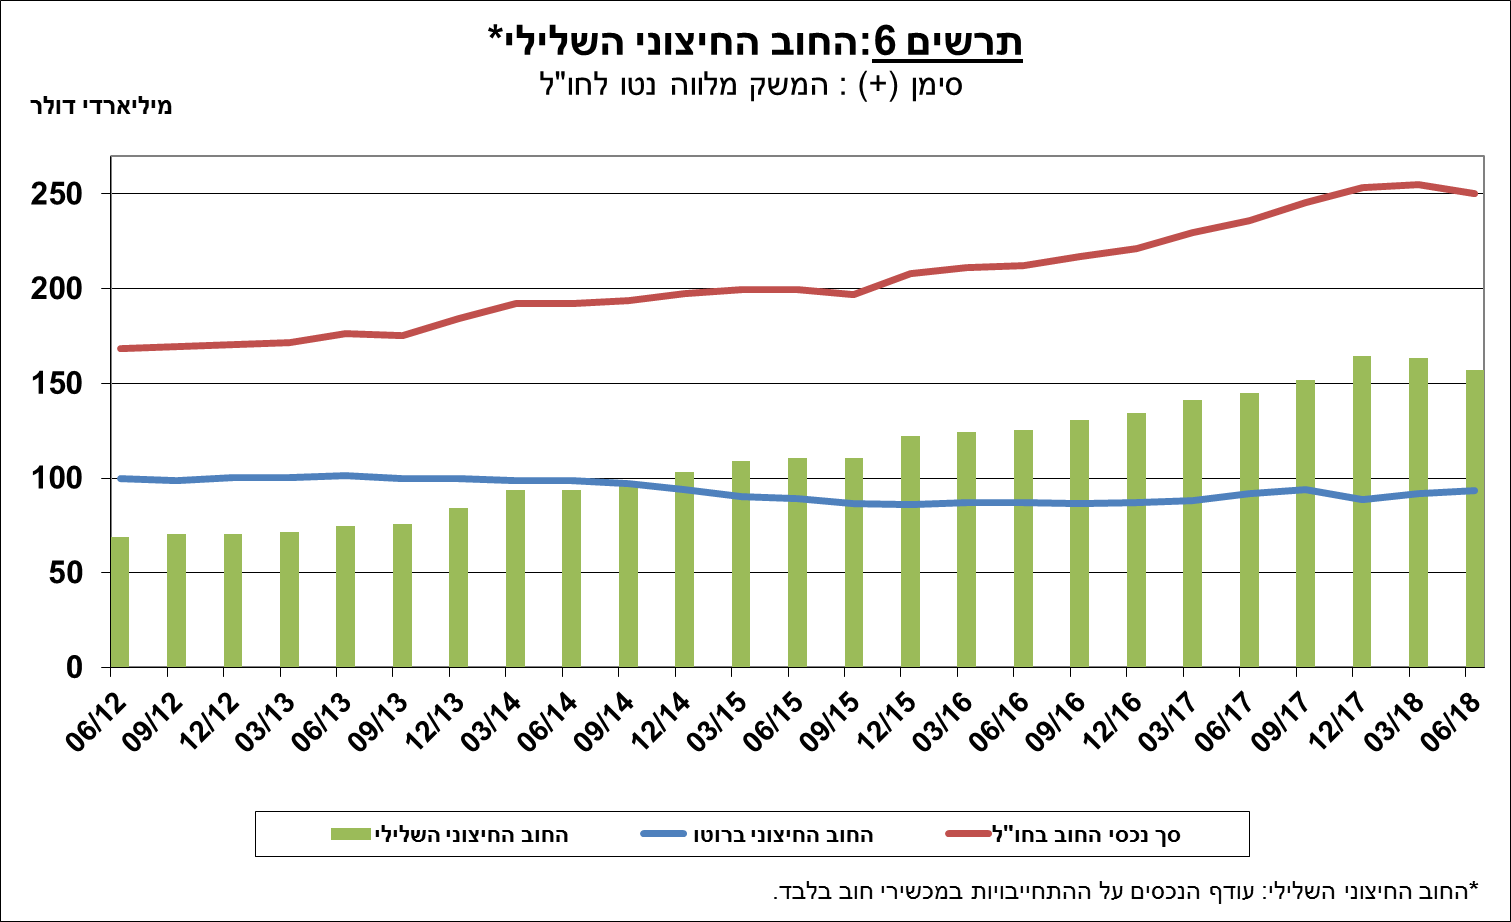 תרשים 6:החוב החיצוני השלילי*
סימן (+) : המשק מלווה נטו לחו"ל
מיליארדי דולר
250
200
150
100
50
0
06/12 09/12 12/12 03/13 06/13 09/13 12/13 03/14 06/14 09/14 12/14 03/15 06/15 09/15 12/15 03/16 06/16 09/16 12/16 03/17 06/17 09/17 12/17 03/18 06/18
סך נכסי החוב בחו"ל החוב החיצוני ברוטו החוב החיצוני השלילי
*החוב החיצוני השלילי: עודף הנכסים על ההתחייבויות במכשירי חוב בלבד.